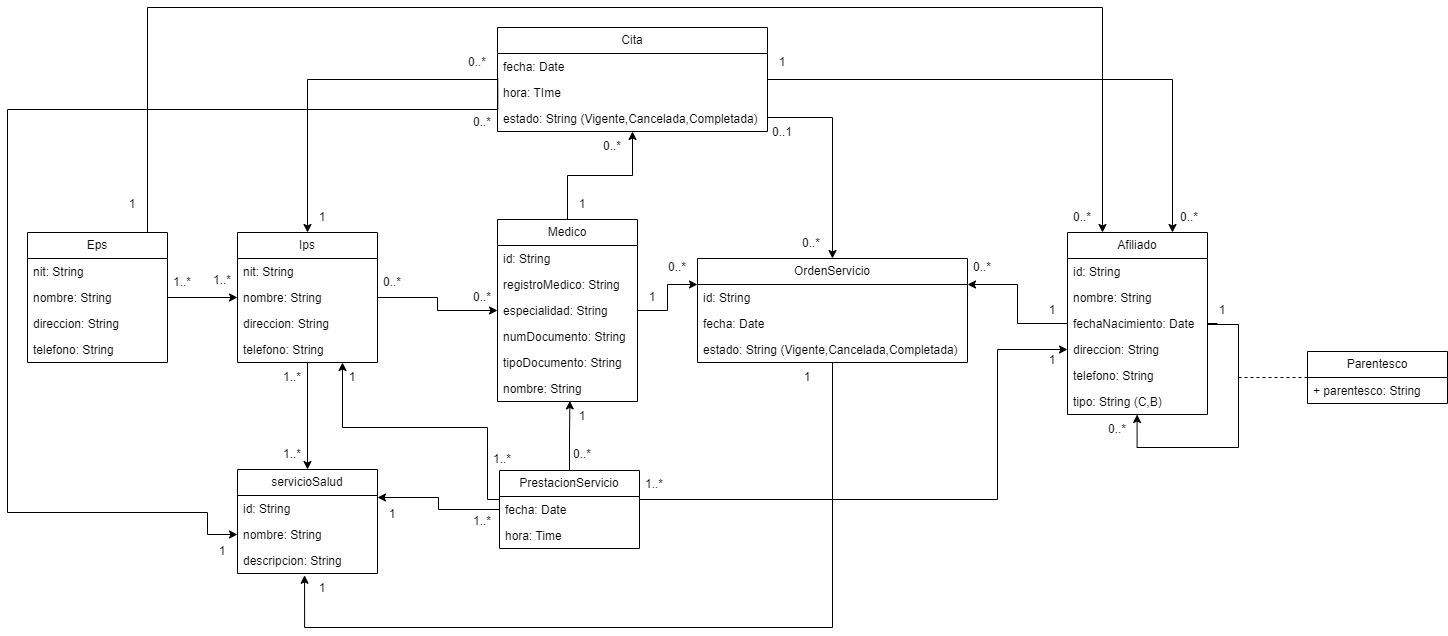 Cita
fecha: Date
hora: TIme
estado: String (Vigente,Cancelada,Completada)
0..*
1
0..*
0..1
0..*
1
1
0..*
0..*
1
Eps
nit: String
nombre: String
direccion: String
telefono: String
1..*
1..*
Ips
nit: String
nombre: String
direccion: String
telefono: String
0..*
0..*
1..*
1
Medico
id: String
registroMedico: String
especialidad: String
numDocumento: String
tipoDocumento: String
nombre: String
1
0..*
1
0..*
OrdenServicio
id: String
fecha: Date
estado: String (Vigente,Cancelada,Completada)
0..*
1
1
Afiliado
id: String
nombre: String
fechaNacimiento: Date
direccion: String
telefono: String
tipo: String (C,B)
1
1
0..*
Parentesco
+ parentesco: String
1..*
servicioSalud
id: String
nombre: String
descripcion: String
1
1
1
1..*
0..*
1..*
1..*
PrestacionServicio
fecha: Date
hora: Time